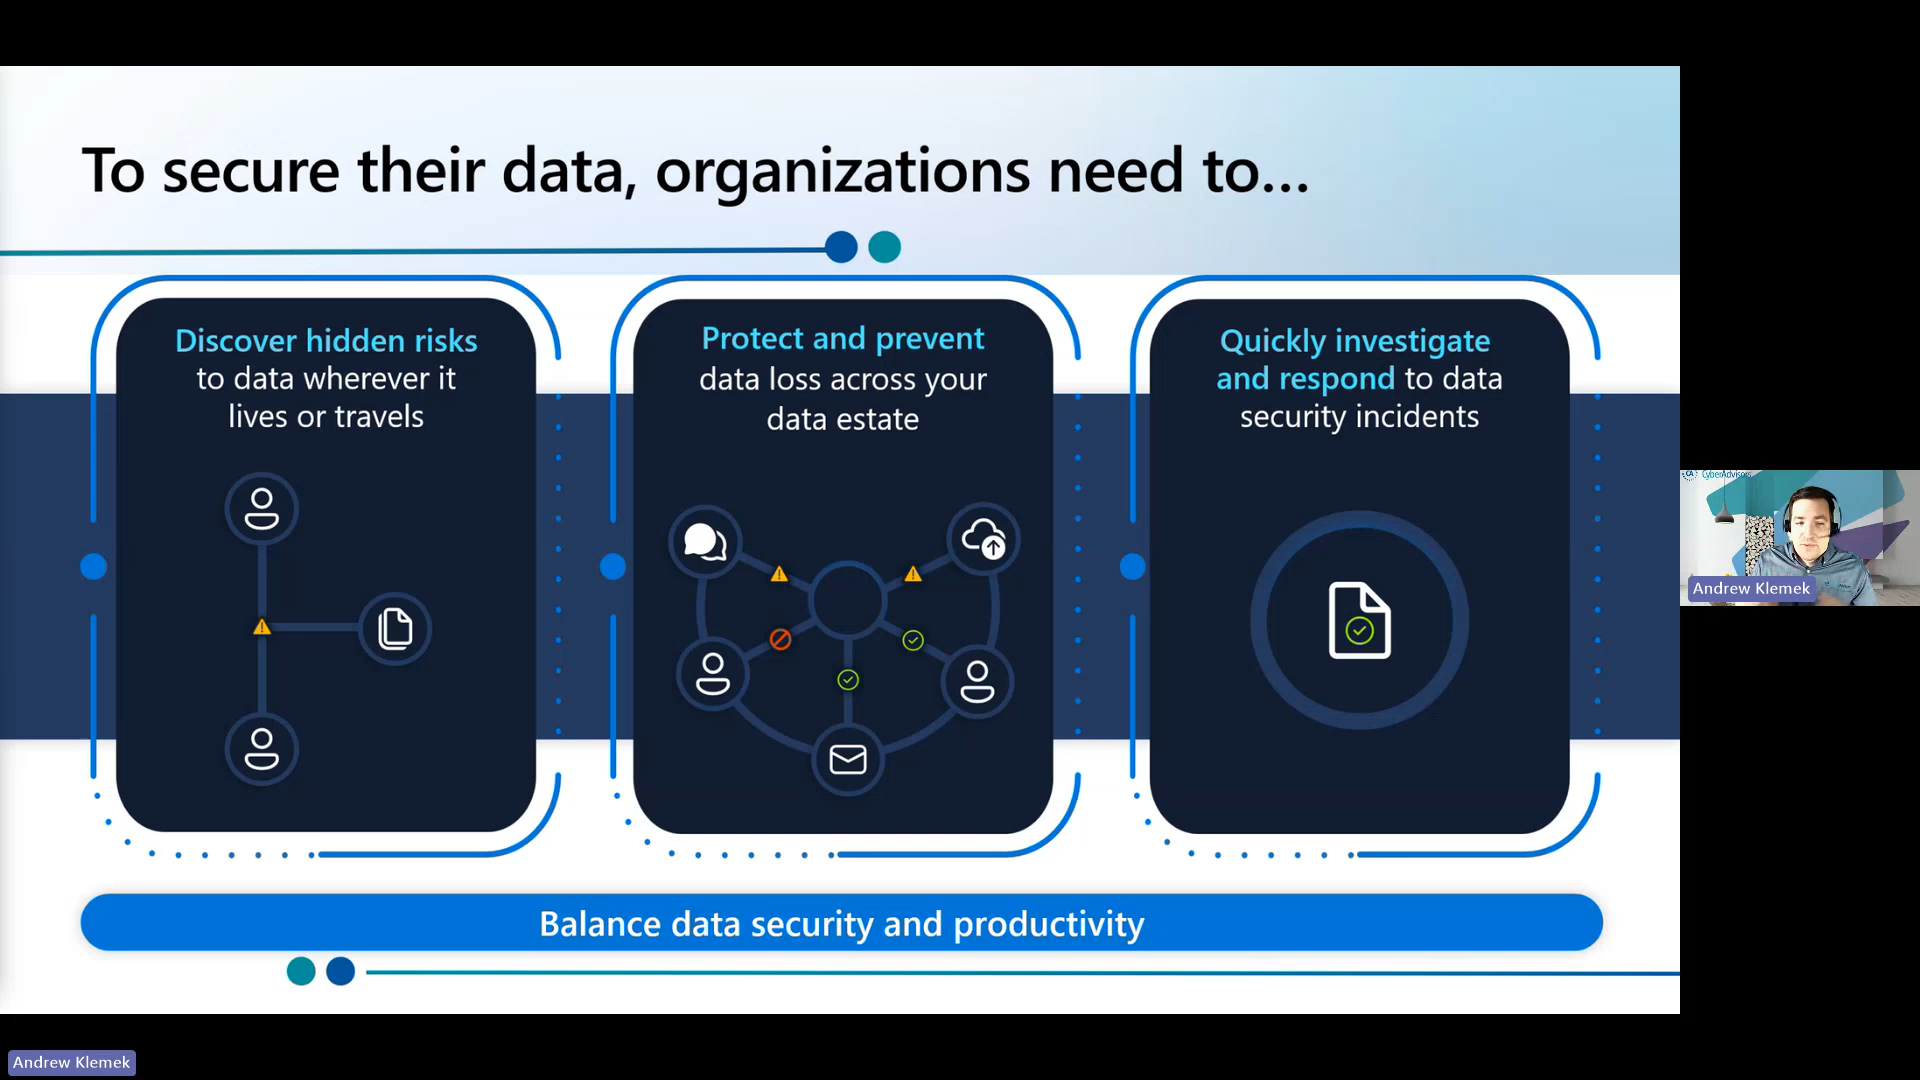 To secure their data, organizations need to...
Discover hidden risks
to data wherever it
lives or travels
Protect and prevent
data loss across your
data estate
Quickly investigate
and respond to data
security incidents
Balance data security and productivity
CyberAdvisors
Andrew Klemek
Andrew Klemek